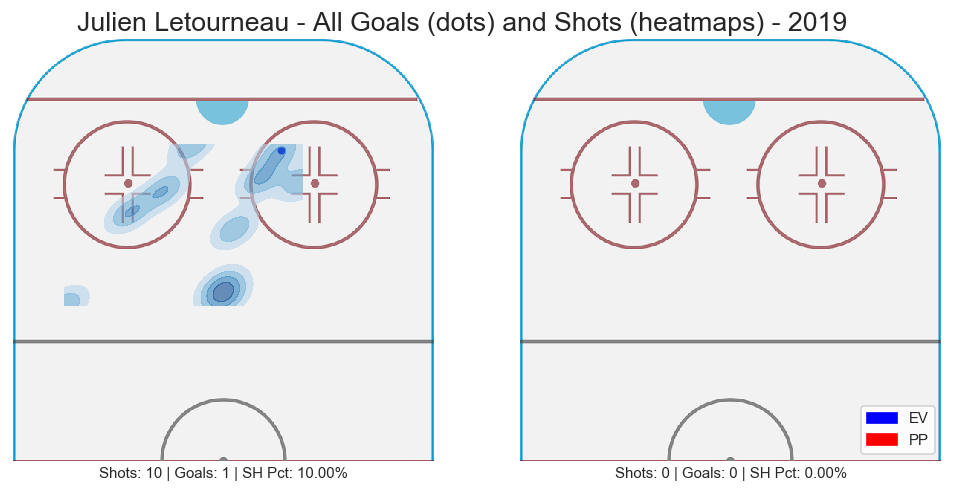 Julien Letourneau - All Goals (dots) and Shots (heatmaps) - 2019
EV
PP
Shots: 10 | Goals: 1 | SH Pct: 10.00%
Shots: 0 | Goals: 0 | SH Pct: 0.00%